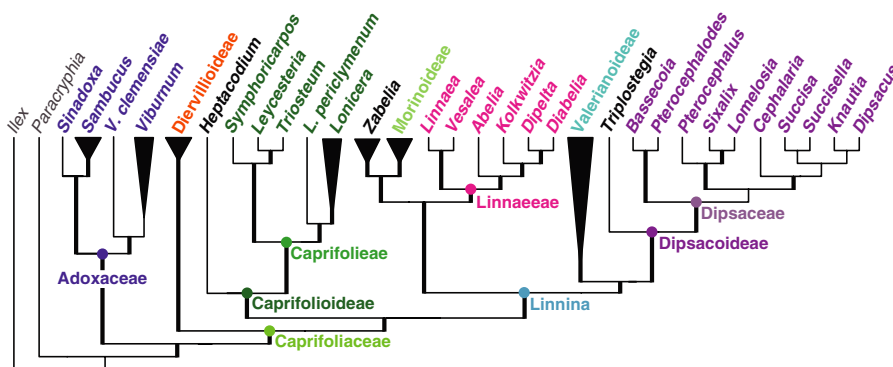 Ilex
Paracryphia
Sinadoxa
Sambucus
V. clemensiae
Viburnum
Diervillioideae
Heptacodium
Symphoricarpos
Leycesteria
Triosteum
L. periclymenum
Lonicera
Zabelia
Morinoideae
Linnaea
Vesalea
Abelia
Kolkwitzia
Dipelta
Diabelia
Valerianoideae
Triplostegia
Bassecoia
Pterocephalodes
Pterocephalus
Sixalix
Lomelosia
Cephalaria
Succisa
Succisella
Knautia
Dipsacus
Linnaeeae
Dipsaceae
Caprifolieae
Dipsacoideae
Adoxaceae
Caprifolioideae
Linnina
Caprifoliaceae